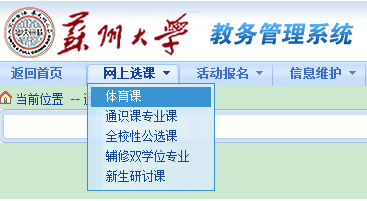 蘇州大学 教务管理系统
返回首页 网上选课 活动报名 信息维护
当前位置 --
体育课
通识课专业课
全校性公选课
辅修双学位专业
新生研讨课